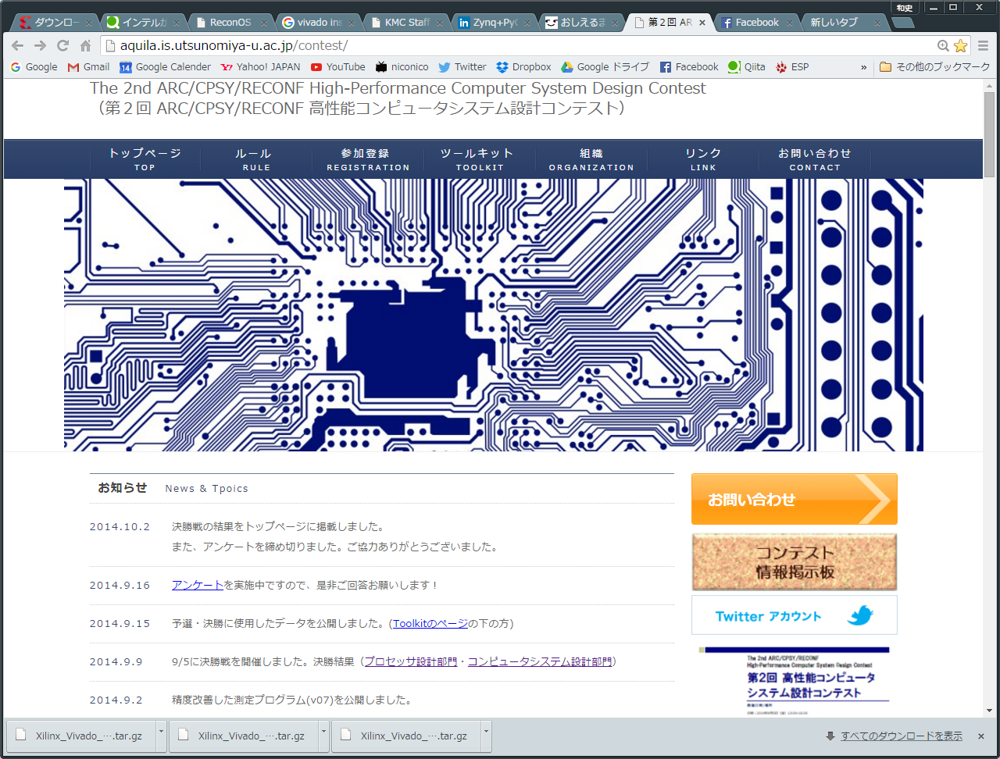 和史
ダウンロー
インテルガ
ReconOS
vivado ins
KMC Staff
Zynq+Py
おしえるま
第２回 AR
Facebook
新しいタブ
aquila.is.utsunomiya-u.ac.jp/contest/
Google
Gmail
14
Google Calender
Yahoo! JAPAN
YouTube
niconico
Twitter
Dropbox
Google ドライブ
Facebook
Qiita
ESP
»
その他のブックマーク
The 2nd ARC/CPSY/RECONF High-Performance Computer System Design Contest
（第２回 ARC/CPSY/RECONF 高性能コンピュータシステム設計コンテスト）
トップページ
TOP
ルール
RULE
参加登録
REGISTRATION
ツールキット
TOOLKIT
組織
ORGANIZATION
リンク
LINK
お問い合わせ
CONTACT
お知らせ News & Tpoics
2014.10.2 決勝戦の結果をトップページに掲載しました。
また、アンケートを締め切りました。ご協力ありがとうございました。
2014.9.16 アンケートを実施中ですので、是非ご回答お願いします！
2014.9.15 予選・決勝に使用したデータを公開しました。(Toolkitのページの下の方)
2014.9.9 9/5に決勝戦を開催しました。決勝結果（プロセッサ設計部門・コンピュータシステム設計部門）
2014.9.2 精度改善した測定プログラム(v07)を公開しました。
お問い合わせ
コンテスト
情報掲示板
Twitter アカウント
The 2nd ARC/CPSY/RECONF
High-Performance Computer System Design Contest
第2回 高性能コンピュータ
システム設計コンテスト
Xilinx_Vivado_....tar.gz
Xilinx_Vivado_....tar.gz
Xilinx_Vivado_....tar.gz
すべてのダウンロードを表示